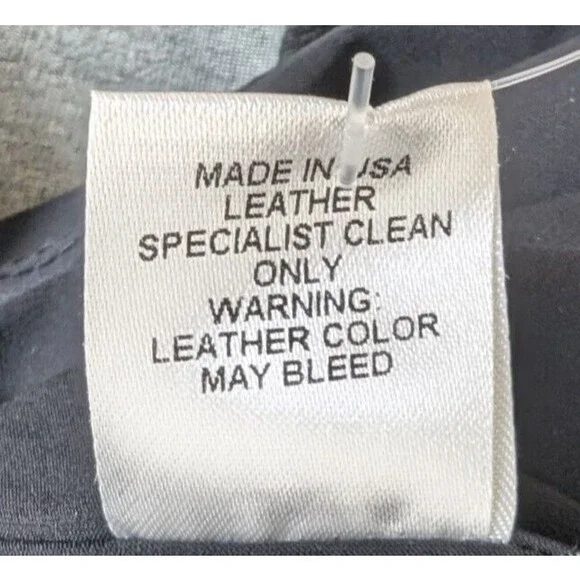 MADE IN USA
LEATHER
SPECIALIST CLEAN
ONLY
WARNING:
LEATHER COLOR
MAY BLEED